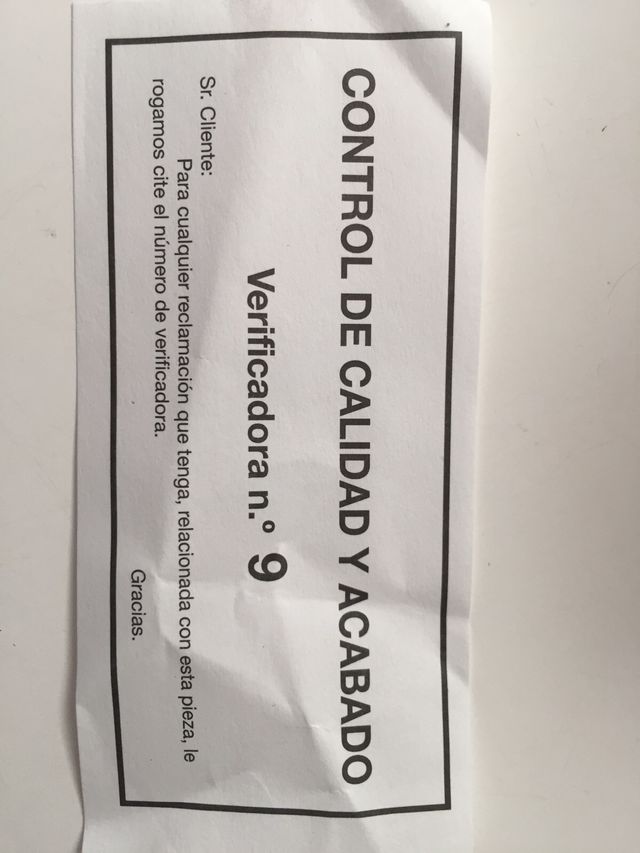 CONTROL DE CALIDAD Y ACABADO
Verificadora n.º 9
Sr. Cliente:
Para cualquier reclamación que tenga, relacionada con esta pieza, le
rogamos cite el número de verificadora.
Gracias.